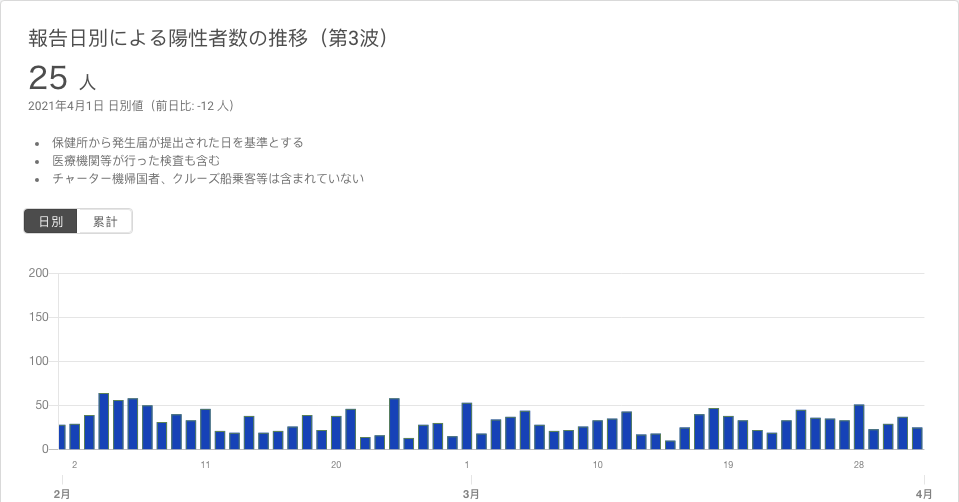 報告日別による陽性者数の推移（第3波）
25 人
2021年4月1日 日別値（前日比: -12 人）
保健所から発生届が提出された日を基準とする
医療機関等が行った検査も含む
チャーター機帰国者、クルーズ船乗客等は含まれていない
日別 累計
200
150
100
50
0
2 11 20 1 10 19 28
2月 3月 4月